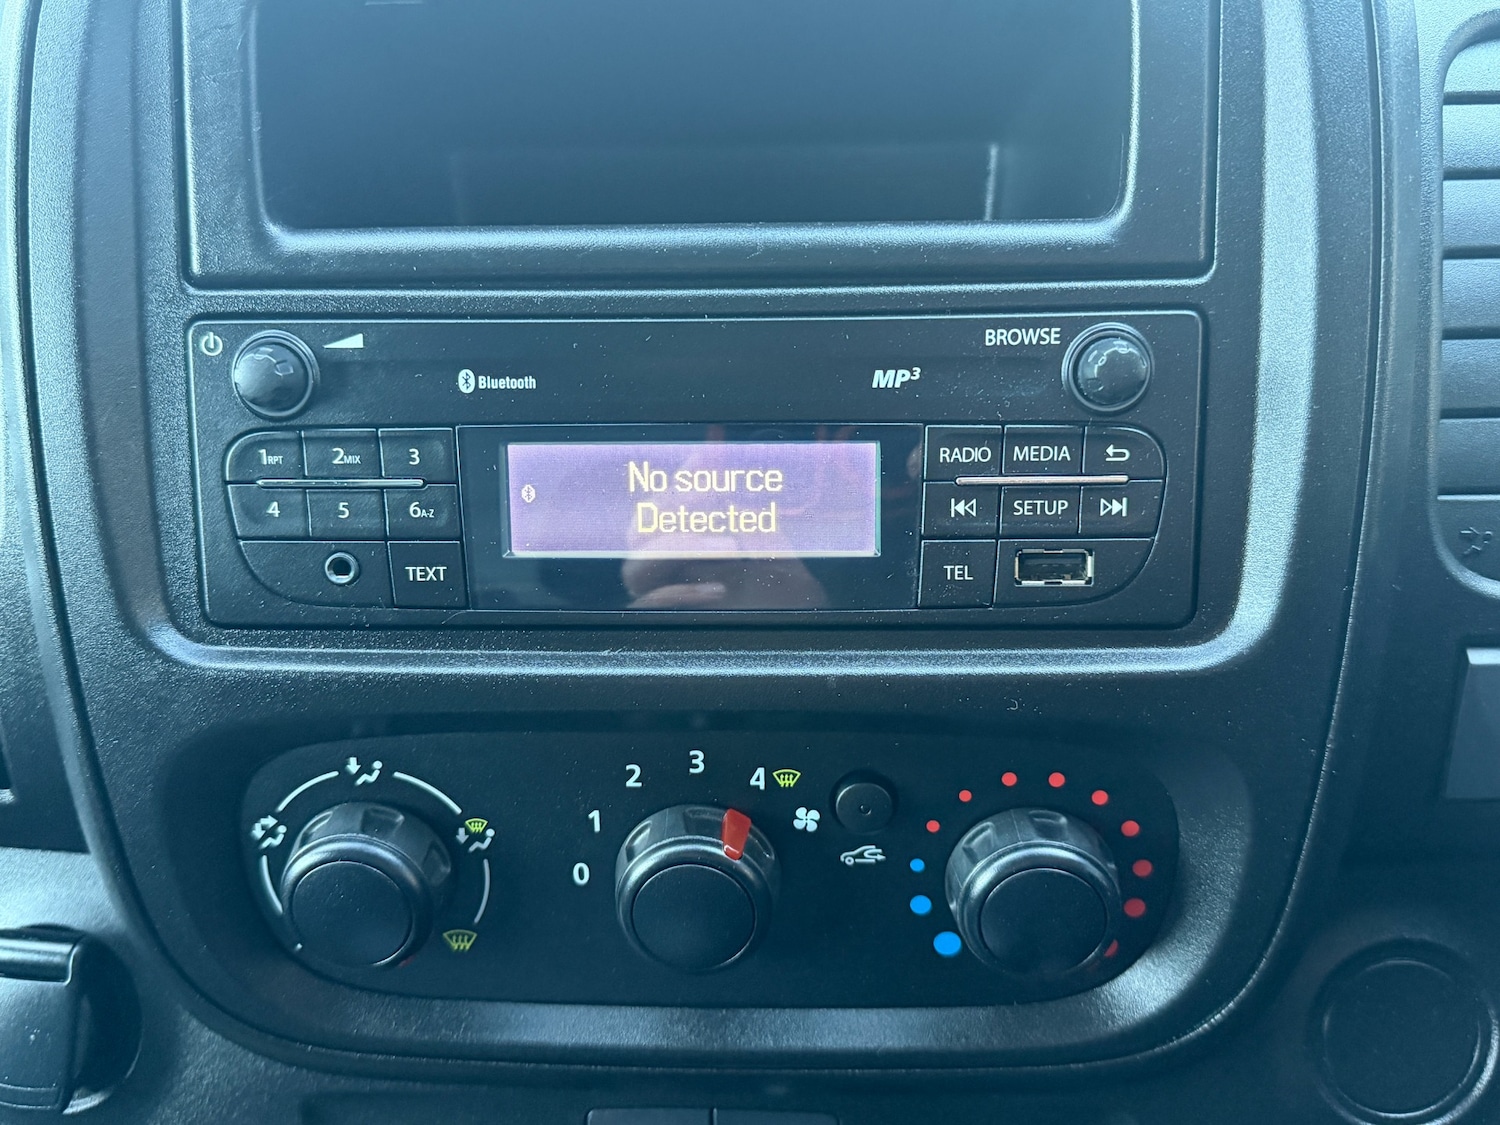 BROWSE
Bluetooth
MP3
No source
Detected
1RPT 2MIX 3
4 5 6A-Z
TEXT
RADIO MEDIA
SETUP
TEL
0 1 2 3 4